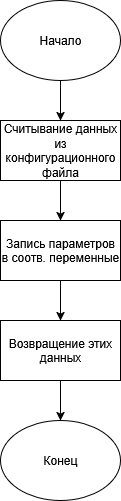 Начало
Считывание данных
из
конфигурационного
файла
Запись параметров
в соотв. переменные
Возвращение этих
данных
Конец